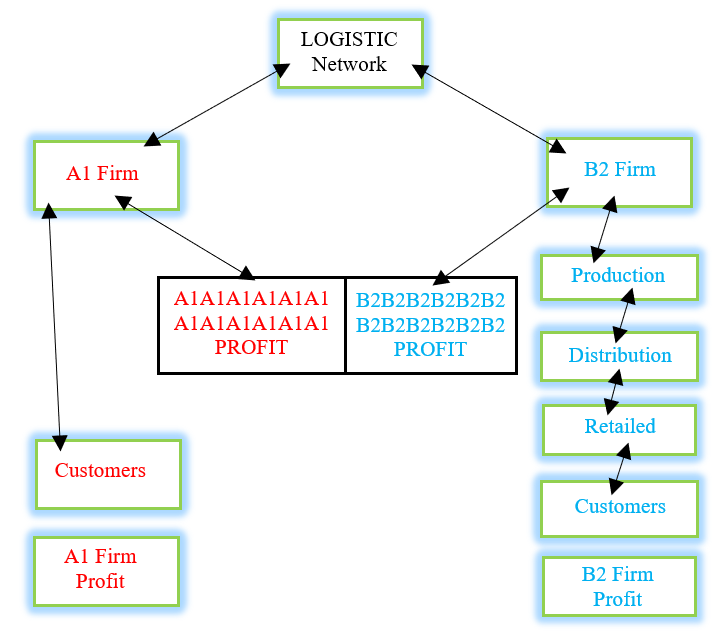 LOGISTIC
Network
A1 Firm
B2 Firm
A1A1A1A1A1A1
A1A1A1A1A1A1
PROFIT
B2B2B2B2B2B2
B2B2B2B2B2B2
PROFIT
Production
Distribution
Retailed
Customers
Customers
A1 Firm
Profit
B2 Firm
Profit